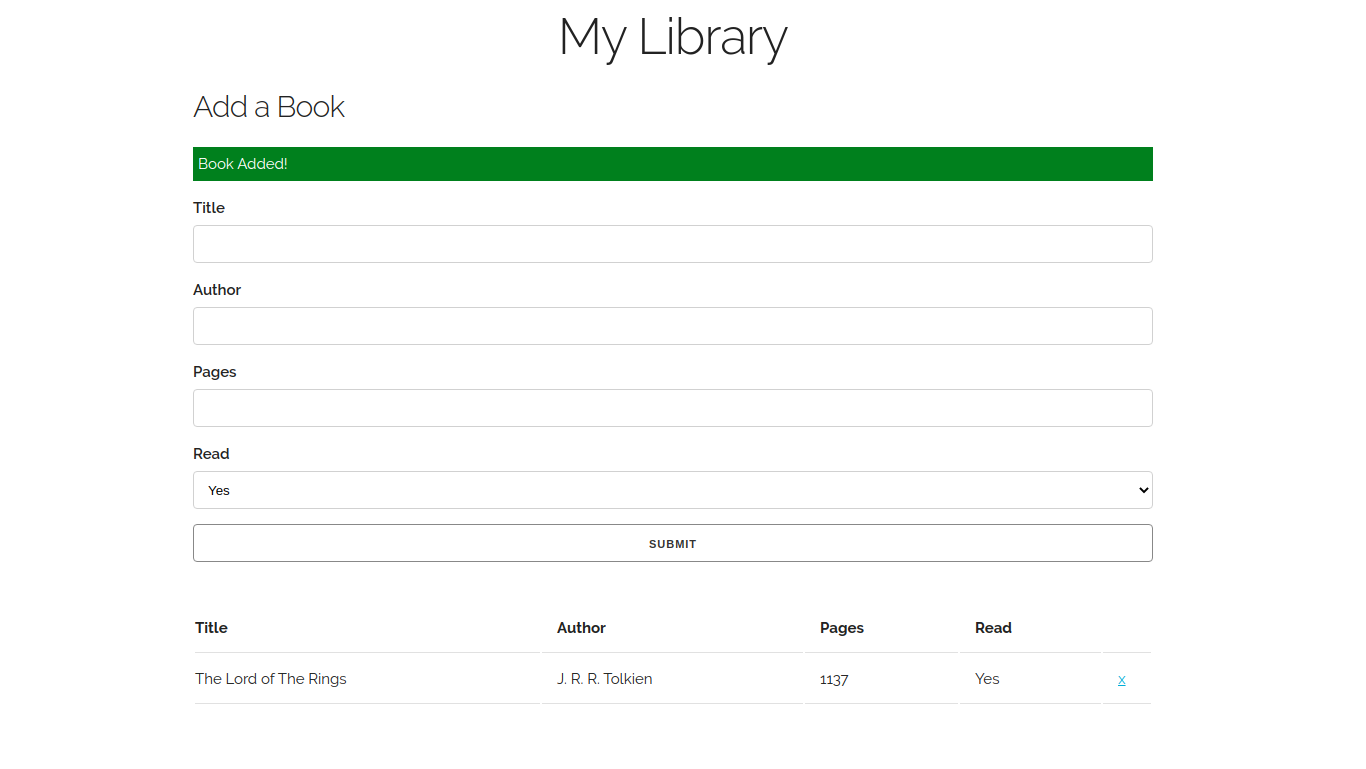 My Library
Add a Book
Book Added!
Title
Author
Pages
Read
Yes
SUBMIT
Title Author Pages Read
The Lord of The Rings J. R. R. Tolkien 1137 Yes x